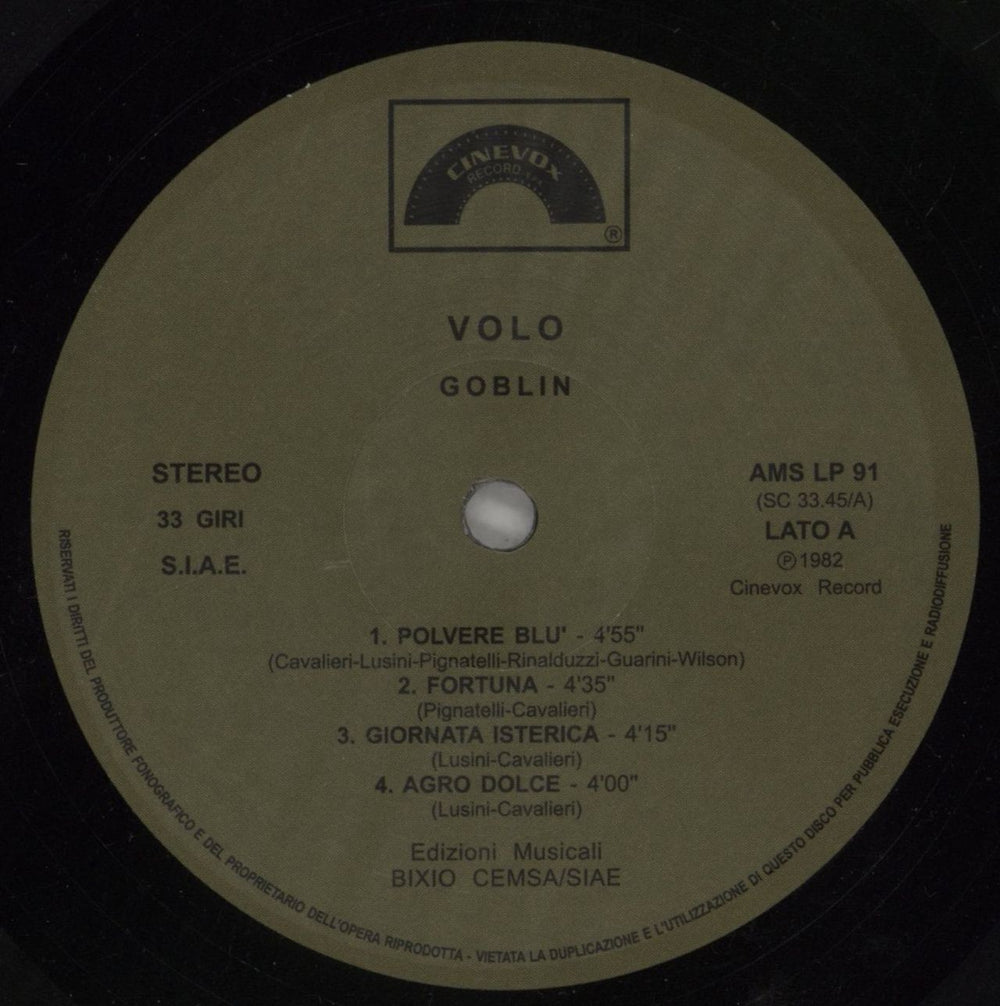 CINEVOX
RECORD
®
VOLO
GOBLIN
STEREO
33 GIRI
S.I.A.E.
AMS LP 91
(SC 33.45/A)
LATO A
℗1982
Cinevox Record
1. POLVERE BLU' - 4'55"
(Cavalieri-Lusini-Pignatelli-Rinalduzzi-Guarini-Wilson)
2. FORTUNA - 4'35"
(Pignatelli-Cavalieri)
3. GIORNATA ISTERICA - 4'15"
(Lusini-Cavalieri)
4. AGRO DOLCE - 4'00"
(Lusini-Cavalieri)
Edizioni Musicali
BIXIO CEMSA/SIAE
RISERVATI I DIRITTI DEL PRODUTTORE FONOGRAFICO E DEL PROPRIETARIO DELL'OPERA RIPRODOTTA - VIETATA LA DUPLICAZIONE E L'UTILIZZAZIONE DI QUESTO DISCO PER PUBBLICA ESECUZIONE E RADIODIFFUSIONE